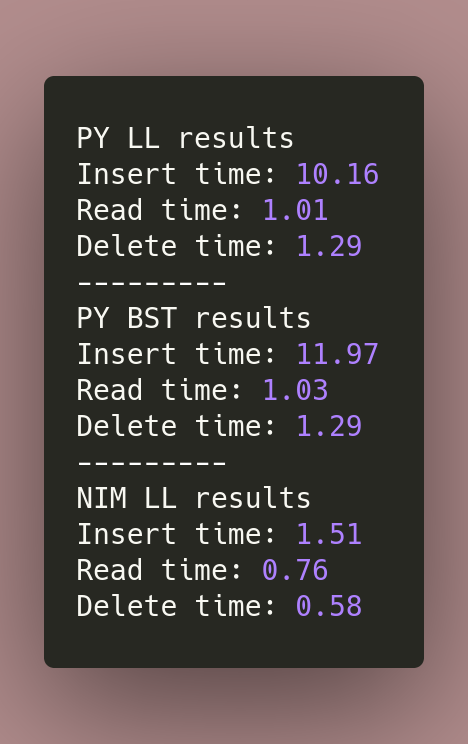 PY LL results
Insert time: 10.16
Read time: 1.01
Delete time: 1.29
---------
PY BST results
Insert time: 11.97
Read time: 1.03
Delete time: 1.29
---------
NIM LL results
Insert time: 1.51
Read time: 0.76
Delete time: 0.58